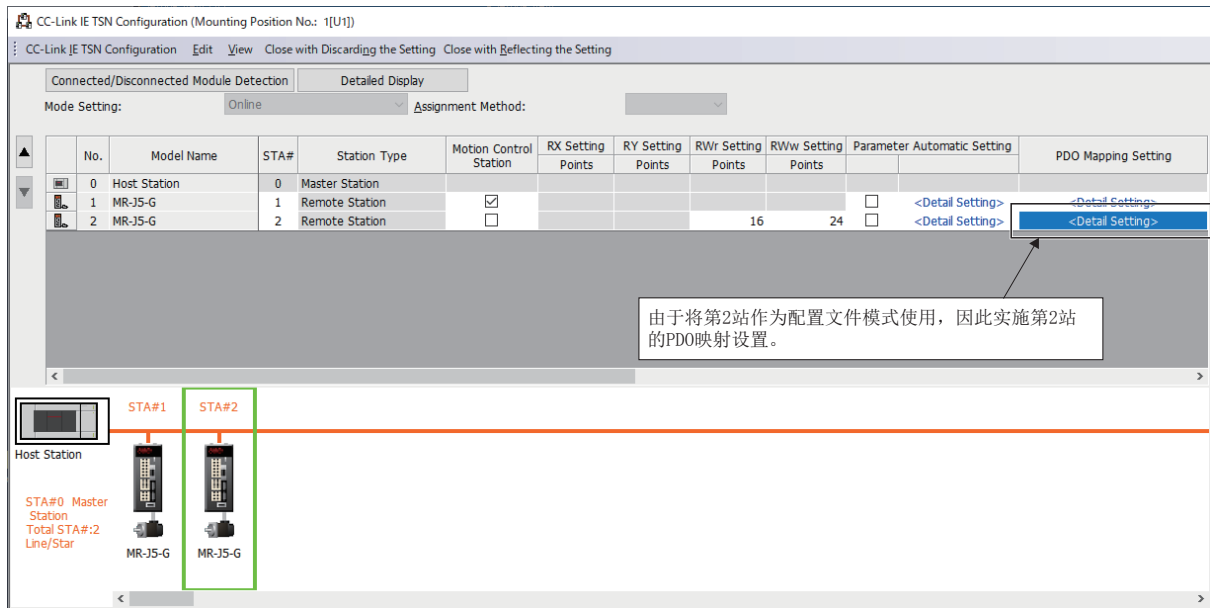 CC-Link IE TSN Configuration (Mounting Position No.: 1[U1])
CC-Link IE TSN Configuration Edit View Close with Discarding the Setting Close with Reflecting the Setting
Connected/Disconnected Module Detection Detailed Display
Mode Setting: Online Assignment Method:
No. Model Name STA# Station Type Motion Control Station RX Setting RY Setting RWr Setting RWw Setting Parameter Automatic Setting PDO Mapping Setting
Points Points Points Points
0 Host Station 0 Master Station
1 MR-J5-G 1 Remote Station <Detail Setting> <Detail Setting>
2 MR-J5-G 2 Remote Station 16 24 <Detail Setting> <Detail Setting>
由于将第2站作为配置文件模式使用，因此实施第2站
的PDO映射设置。
STA#1 STA#2
Host Station
STA#0 Master
Station
Total STA#:2
Line/Star
MR-J5-G MR-J5-G